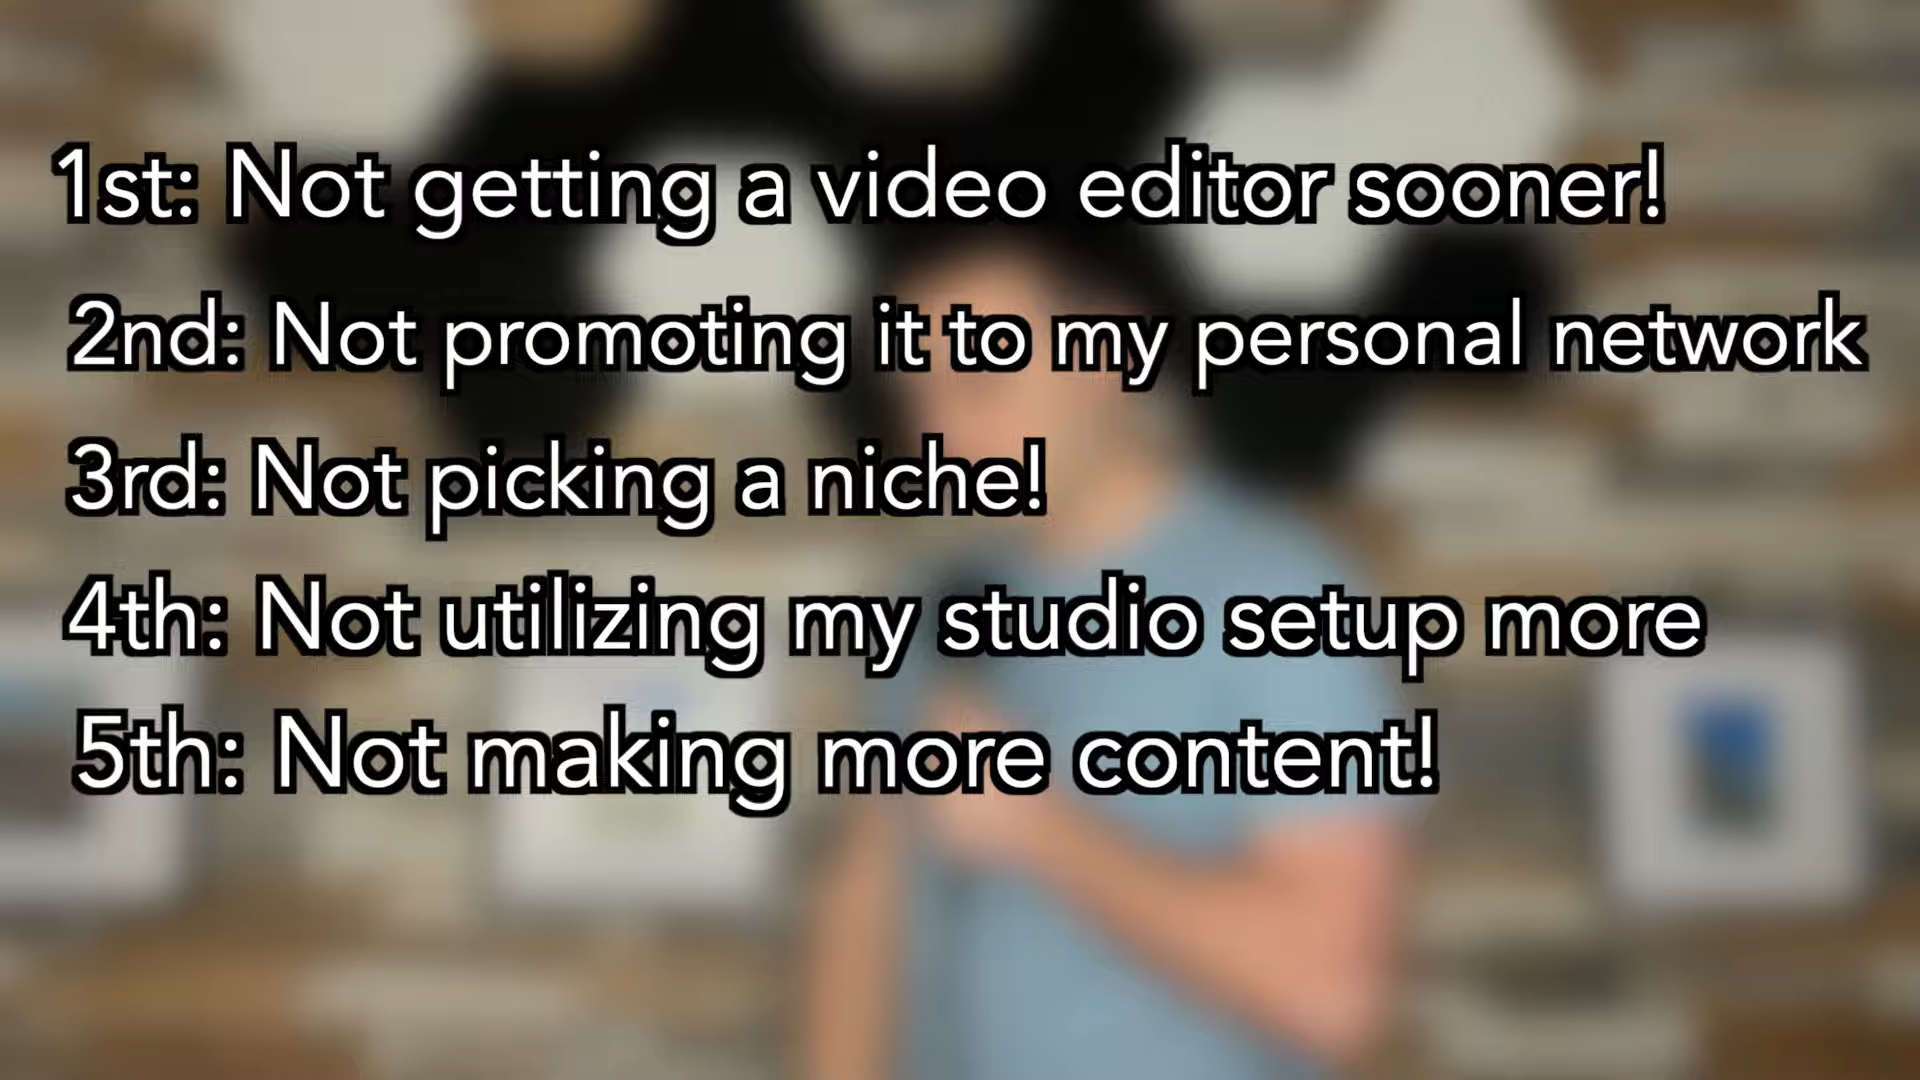 1st: Not getting a video editor sooner!
2nd: Not promoting it to my personal network
3rd: Not picking a niche!
4th: Not utilizing my studio setup more
5th: Not making more content!